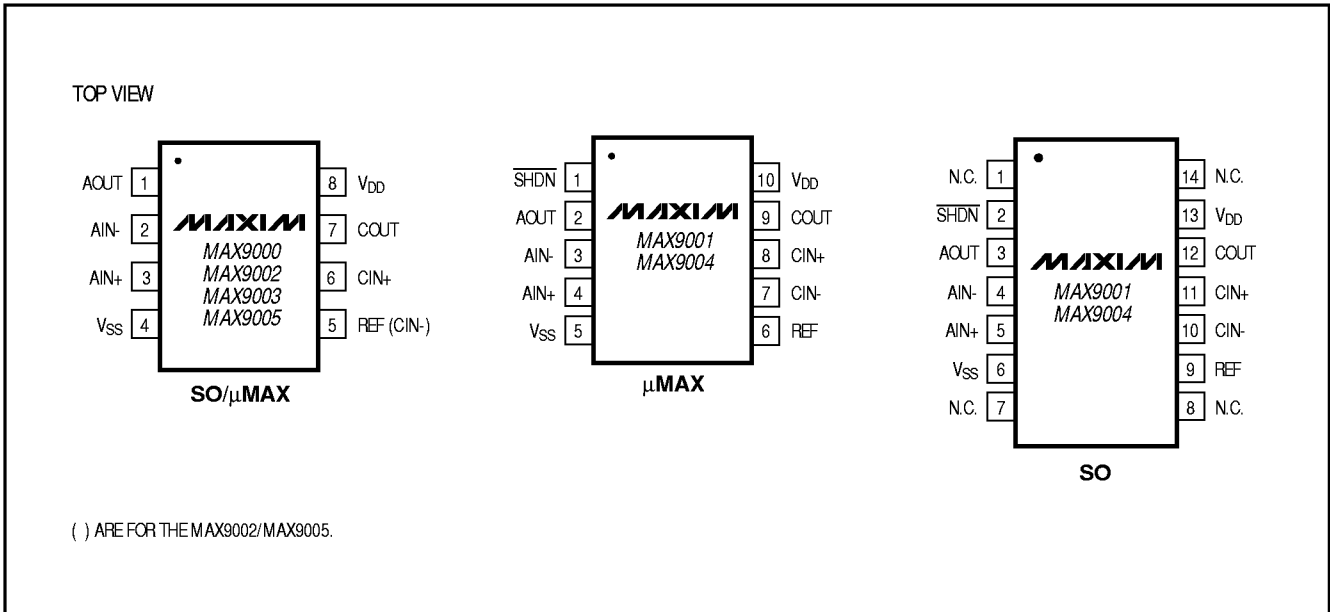 TOP VIEW
AOUT 1
AIN- 2
AIN+ 3
VSS 4
8 VDD
7 COUT
6 CIN+
5 REF (CIN-)
MAXIM
MAX9000
MAX9002
MAX9003
MAX9005
SO/μMAX
SHDN 1
AOUT 2
AIN- 3
AIN+ 4
VSS 5
10 VDD
9 COUT
8 CIN+
7 CIN-
6 REF
MAXIM
MAX9001
MAX9004
μMAX
N.C. 1
SHDN 2
AOUT 3
AIN- 4
AIN+ 5
VSS 6
N.C. 7
14 N.C.
13 VDD
12 COUT
11 CIN+
10 CIN-
9 REF
8 N.C.
MAXIM
MAX9001
MAX9004
SO
( ) ARE FOR THE MAX9002/MAX9005.